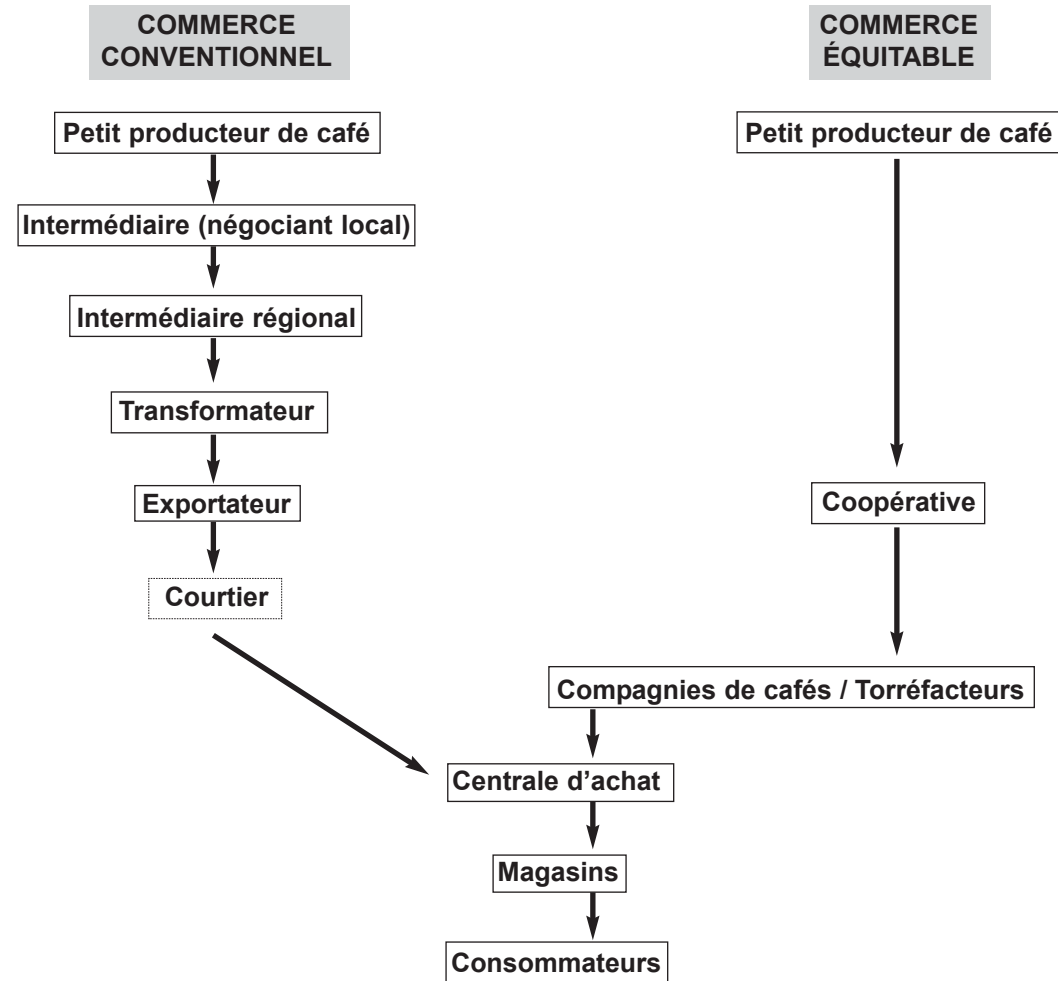 COMMERCE
CONVENTIONNEL
Petit producteur de café
Intermédiaire (négociant local)
Intermédiaire régional
Transformateur
Exportateur
Courtier
COMMERCE
ÉQUITABLE
Petit producteur de café
Coopérative
Compagnies de cafés / Torréfacteurs
Centrale d’achat
Magasins
Consommateurs